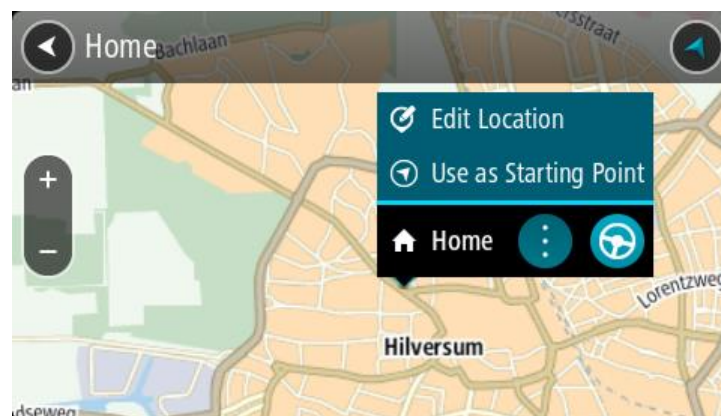 Home
Bachlaan
Edit Location
Use as Starting Point
Home
Lorentzweg
Hilversum